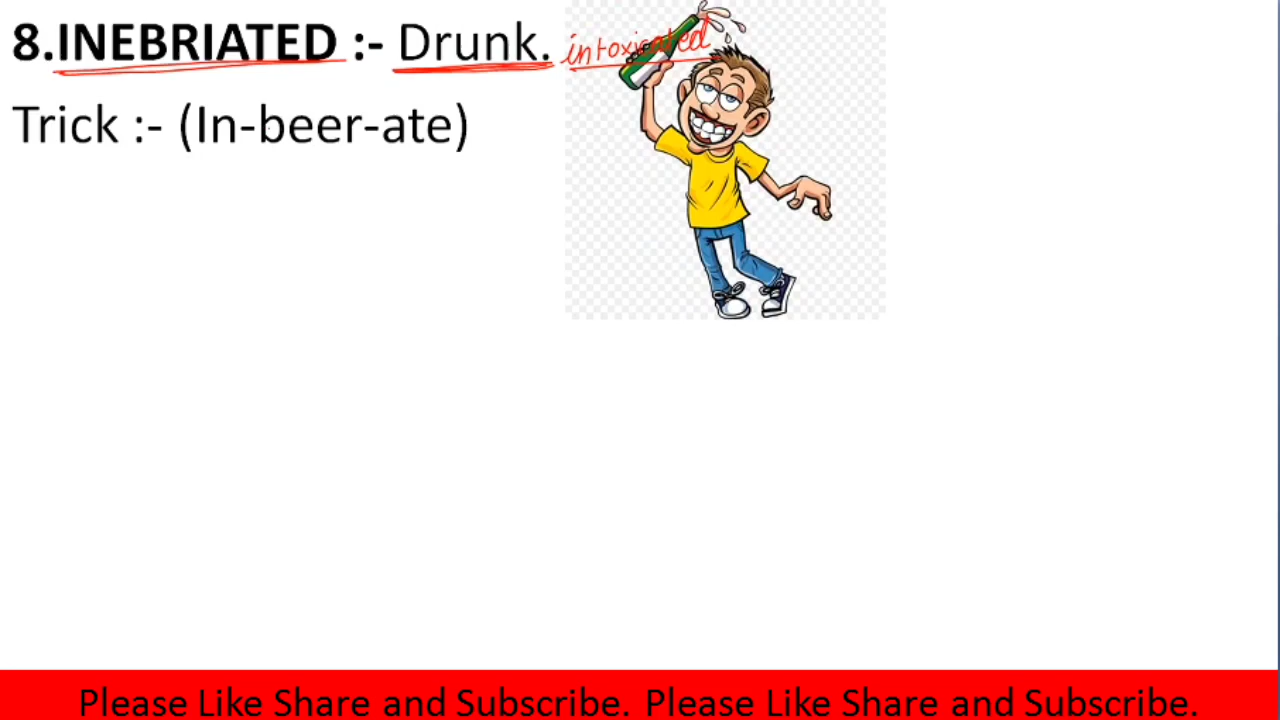 8.INEBRIATED :- Drunk. intoxicated
Trick :- (In-beer-ate)
Please Like Share and Subscribe. Please Like Share and Subscribe.